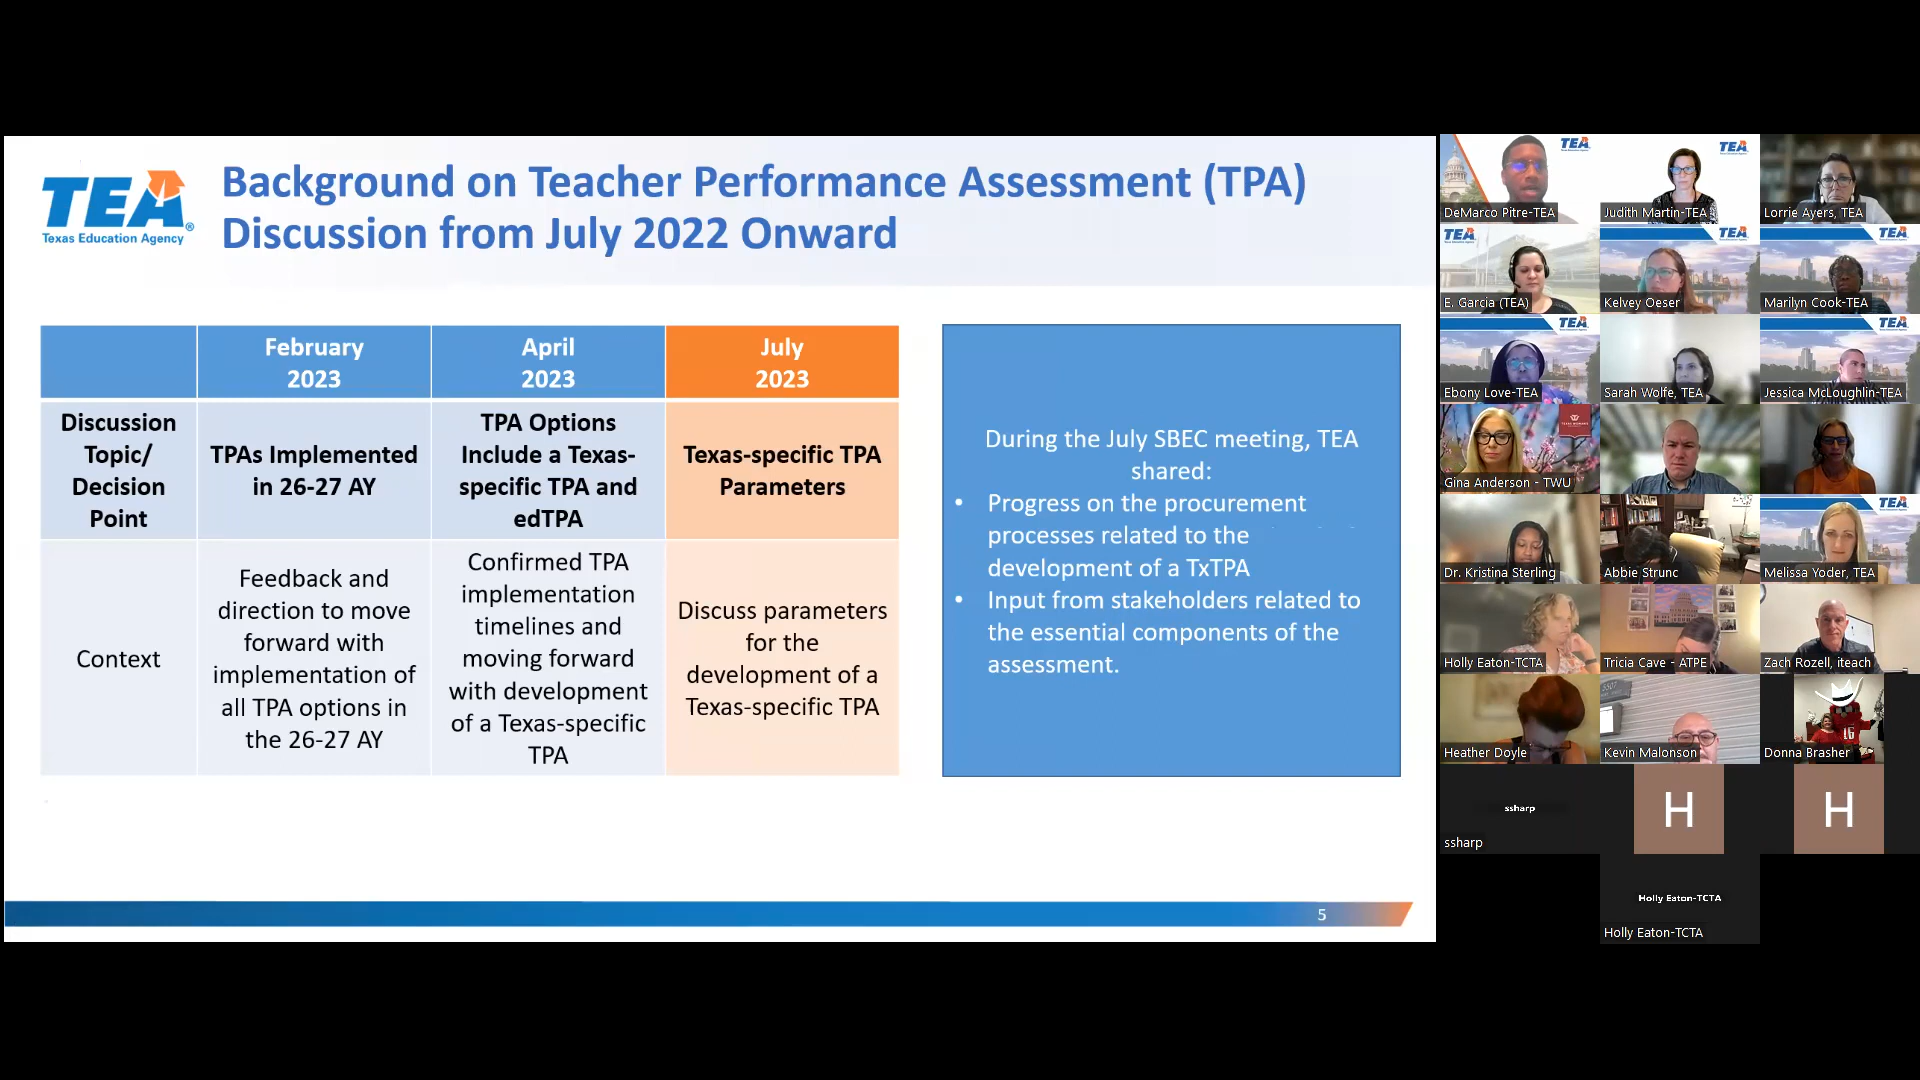 TEA
Texas Education Agency
Background on Teacher Performance Assessment (TPA)
Discussion from July 2022 Onward
February
2023
April
2023
July
2023
Discussion
Topic/
Decision
Point
TPAs Implemented
in 26-27 AY
TPA Options
Include a Texas-
specific TPA and
edTPA
Texas-specific TPA
Parameters
Context
Feedback and
direction to move
forward with
implementation of
all TPA options in
the 26-27 AY
Confirmed TPA
implementation
timelines and
moving forward
with development
of a Texas-specific
TPA
Discuss parameters
for the
development of a
Texas-specific TPA
During the July SBEC meeting, TEA
shared:
• Progress on the procurement
processes related to the
development of a TxTPA
• Input from stakeholders related to
the essential components of the
assessment.
5
TEA
DeMarco Pitre-TEA
TEA
Judith Martin-TEA
Lorrie Ayers, TEA
TEA
E. Garcia (TEA)
TEA
Kelvey Oeser
TEA
Marilyn Cook-TEA
TEA
Ebony Love-TEA
Sarah Wolfe, TEA
TEA
Jessica McLoughlin-TEA
Gina Anderson - TWU
Dr. Kristina Sterling
Abbie Strunc
TEA
Melissa Yoder, TEA
Holly Eaton-TCTA
Tricia Cave - ATPE
Zach Rozell, iteach
Heather Doyle
Kevin Malonson
16
Donna Brasher
ssharp
ssharp
H
H
Holly Eaton-TCTA
Holly Eaton-TCTA